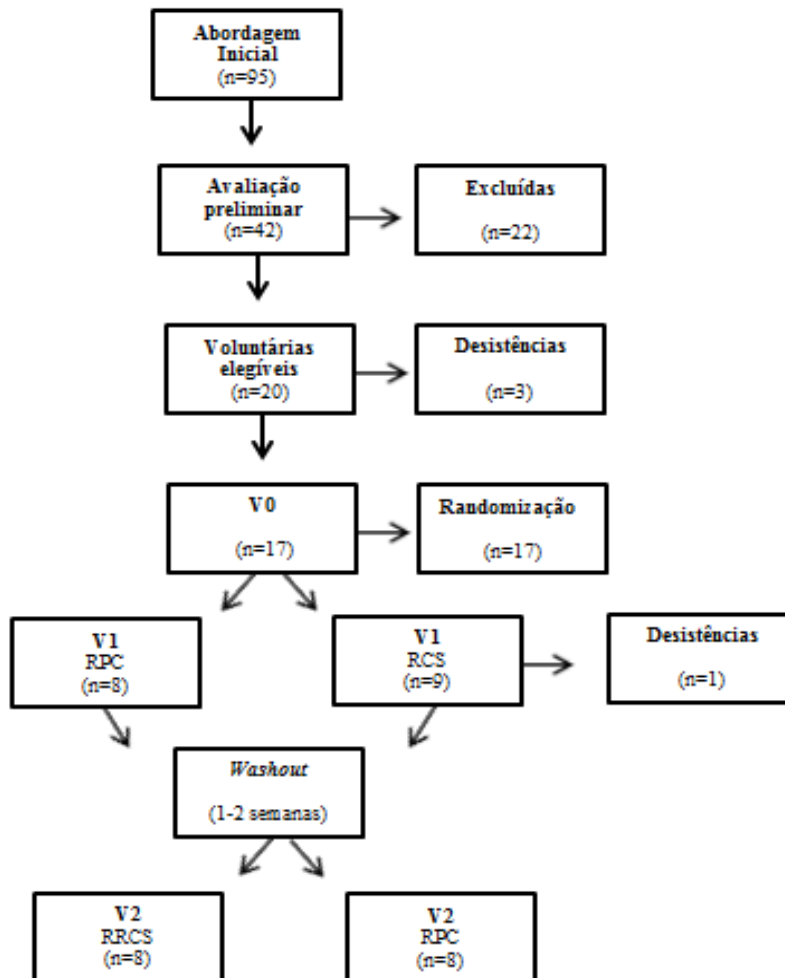 Abordagem
Inicial
(n=95)
Avaliação
preliminar
(n=42)
Excluídas
(n=22)
Voluntárias
elegíveis
(n=20)
Desistências
(n=3)
V0
(n=17)
Randomização
(n=17)
V1
RPC
(n=8)
V1
RCS
(n=9)
Desistências
(n=1)
Washout
(1-2 semanas)
V2
RRCS
(n=8)
V2
RPC
(n=8)